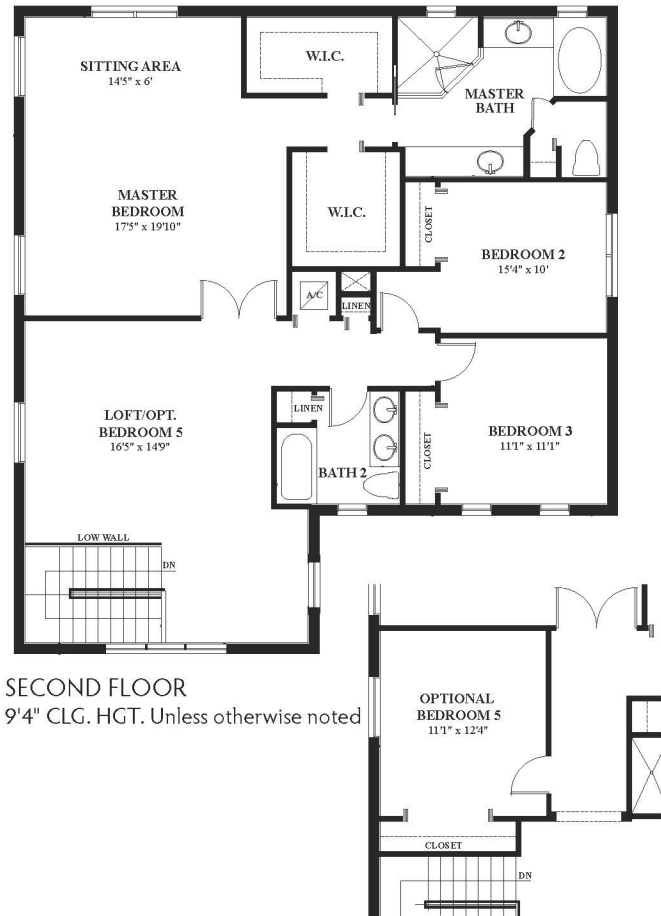 SITTING AREA
14'5" x 6'
W.I.C.
MASTER
BATH
MASTER
BEDROOM
17'5" x 19'10"
W.I.C.
CLOSET
BEDROOM 2
15'4" x 10'
A/C
LINEN
LOFT/OPT.
BEDROOM 5
16'5" x 14'9"
LINEN
BATH 2
CLOSET
BEDROOM 3
11'1" x 11'1"
LOW WALL
DN
SECOND FLOOR
9'4" CLG. HGT. Unless otherwise noted
OPTIONAL
BEDROOM 5
11'1" x 12'4"
CLOSET
DN